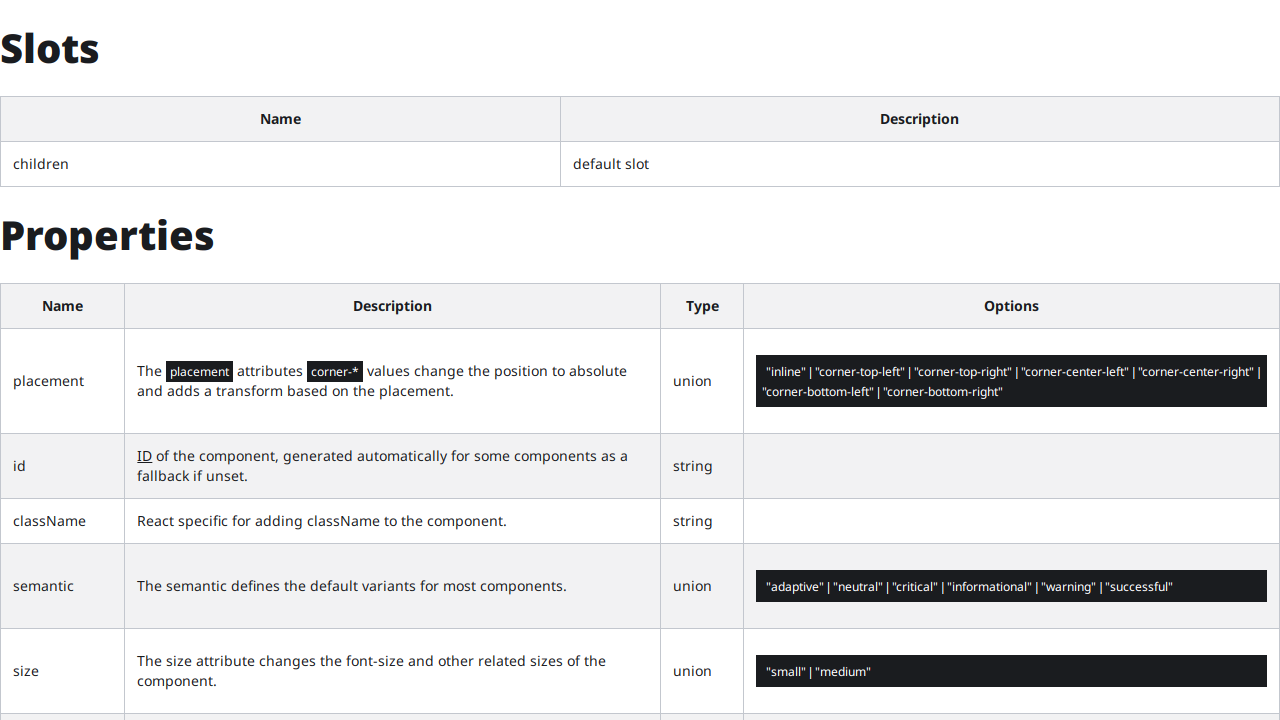 Slots
Name Description
children default slot
Properties
Name Description Type Options
placement The placement attributes corner-* values change the position to absolute and adds a transform based on the placement. union "inline" | "corner-top-left" | "corner-top-right" | "corner-center-left" | "corner-center-right" | "corner-bottom-left" | "corner-bottom-right"
id ID of the component, generated automatically for some components as a fallback if unset. string
className React specific for adding className to the component. string
semantic The semantic defines the default variants for most components. union "adaptive" | "neutral" | "critical" | "informational" | "warning" | "successful"
size The size attribute changes the font-size and other related sizes of the component. union "small" | "medium"